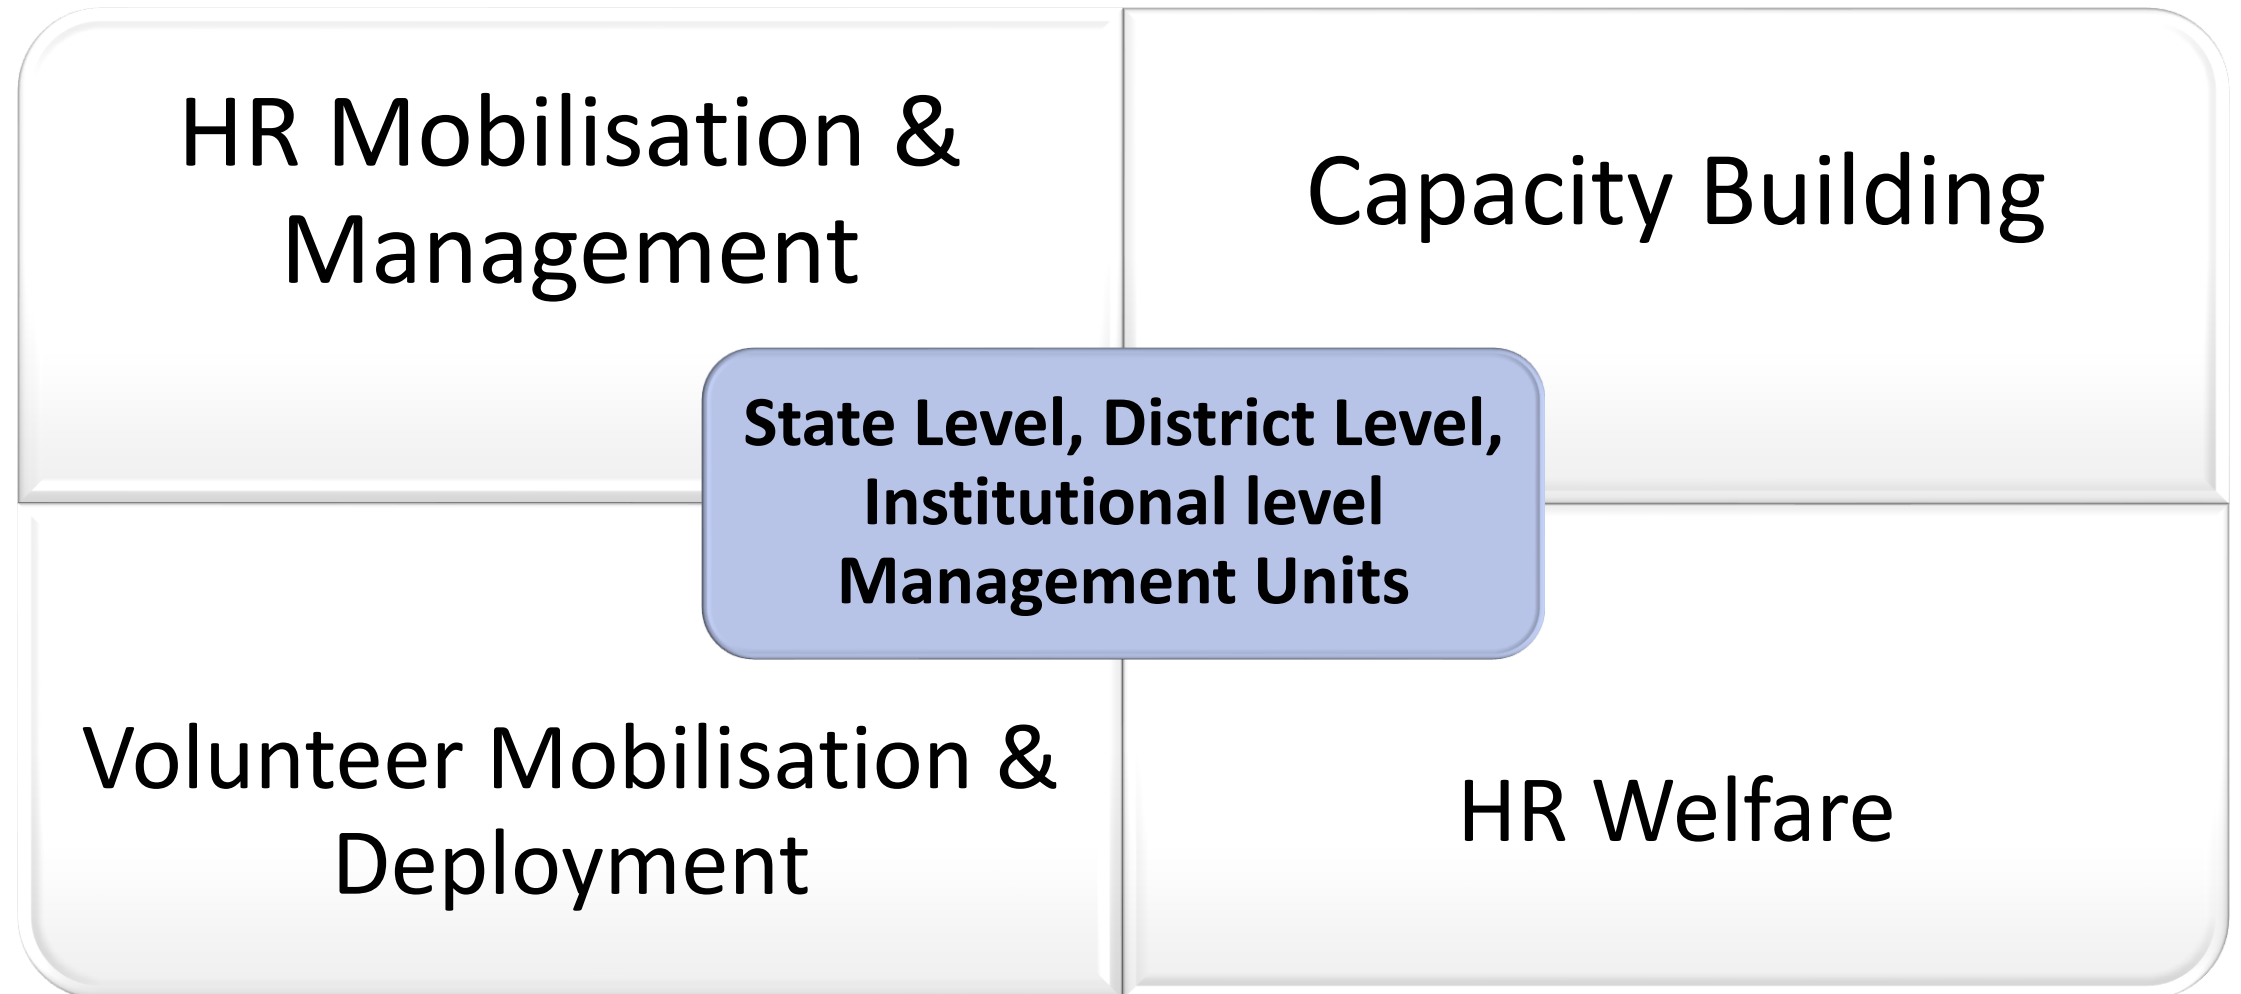 HR Mobilisation &
Management
Capacity Building
State Level, District Level,
Institutional level
Management Units
Volunteer Mobilisation &
Deployment
HR Welfare